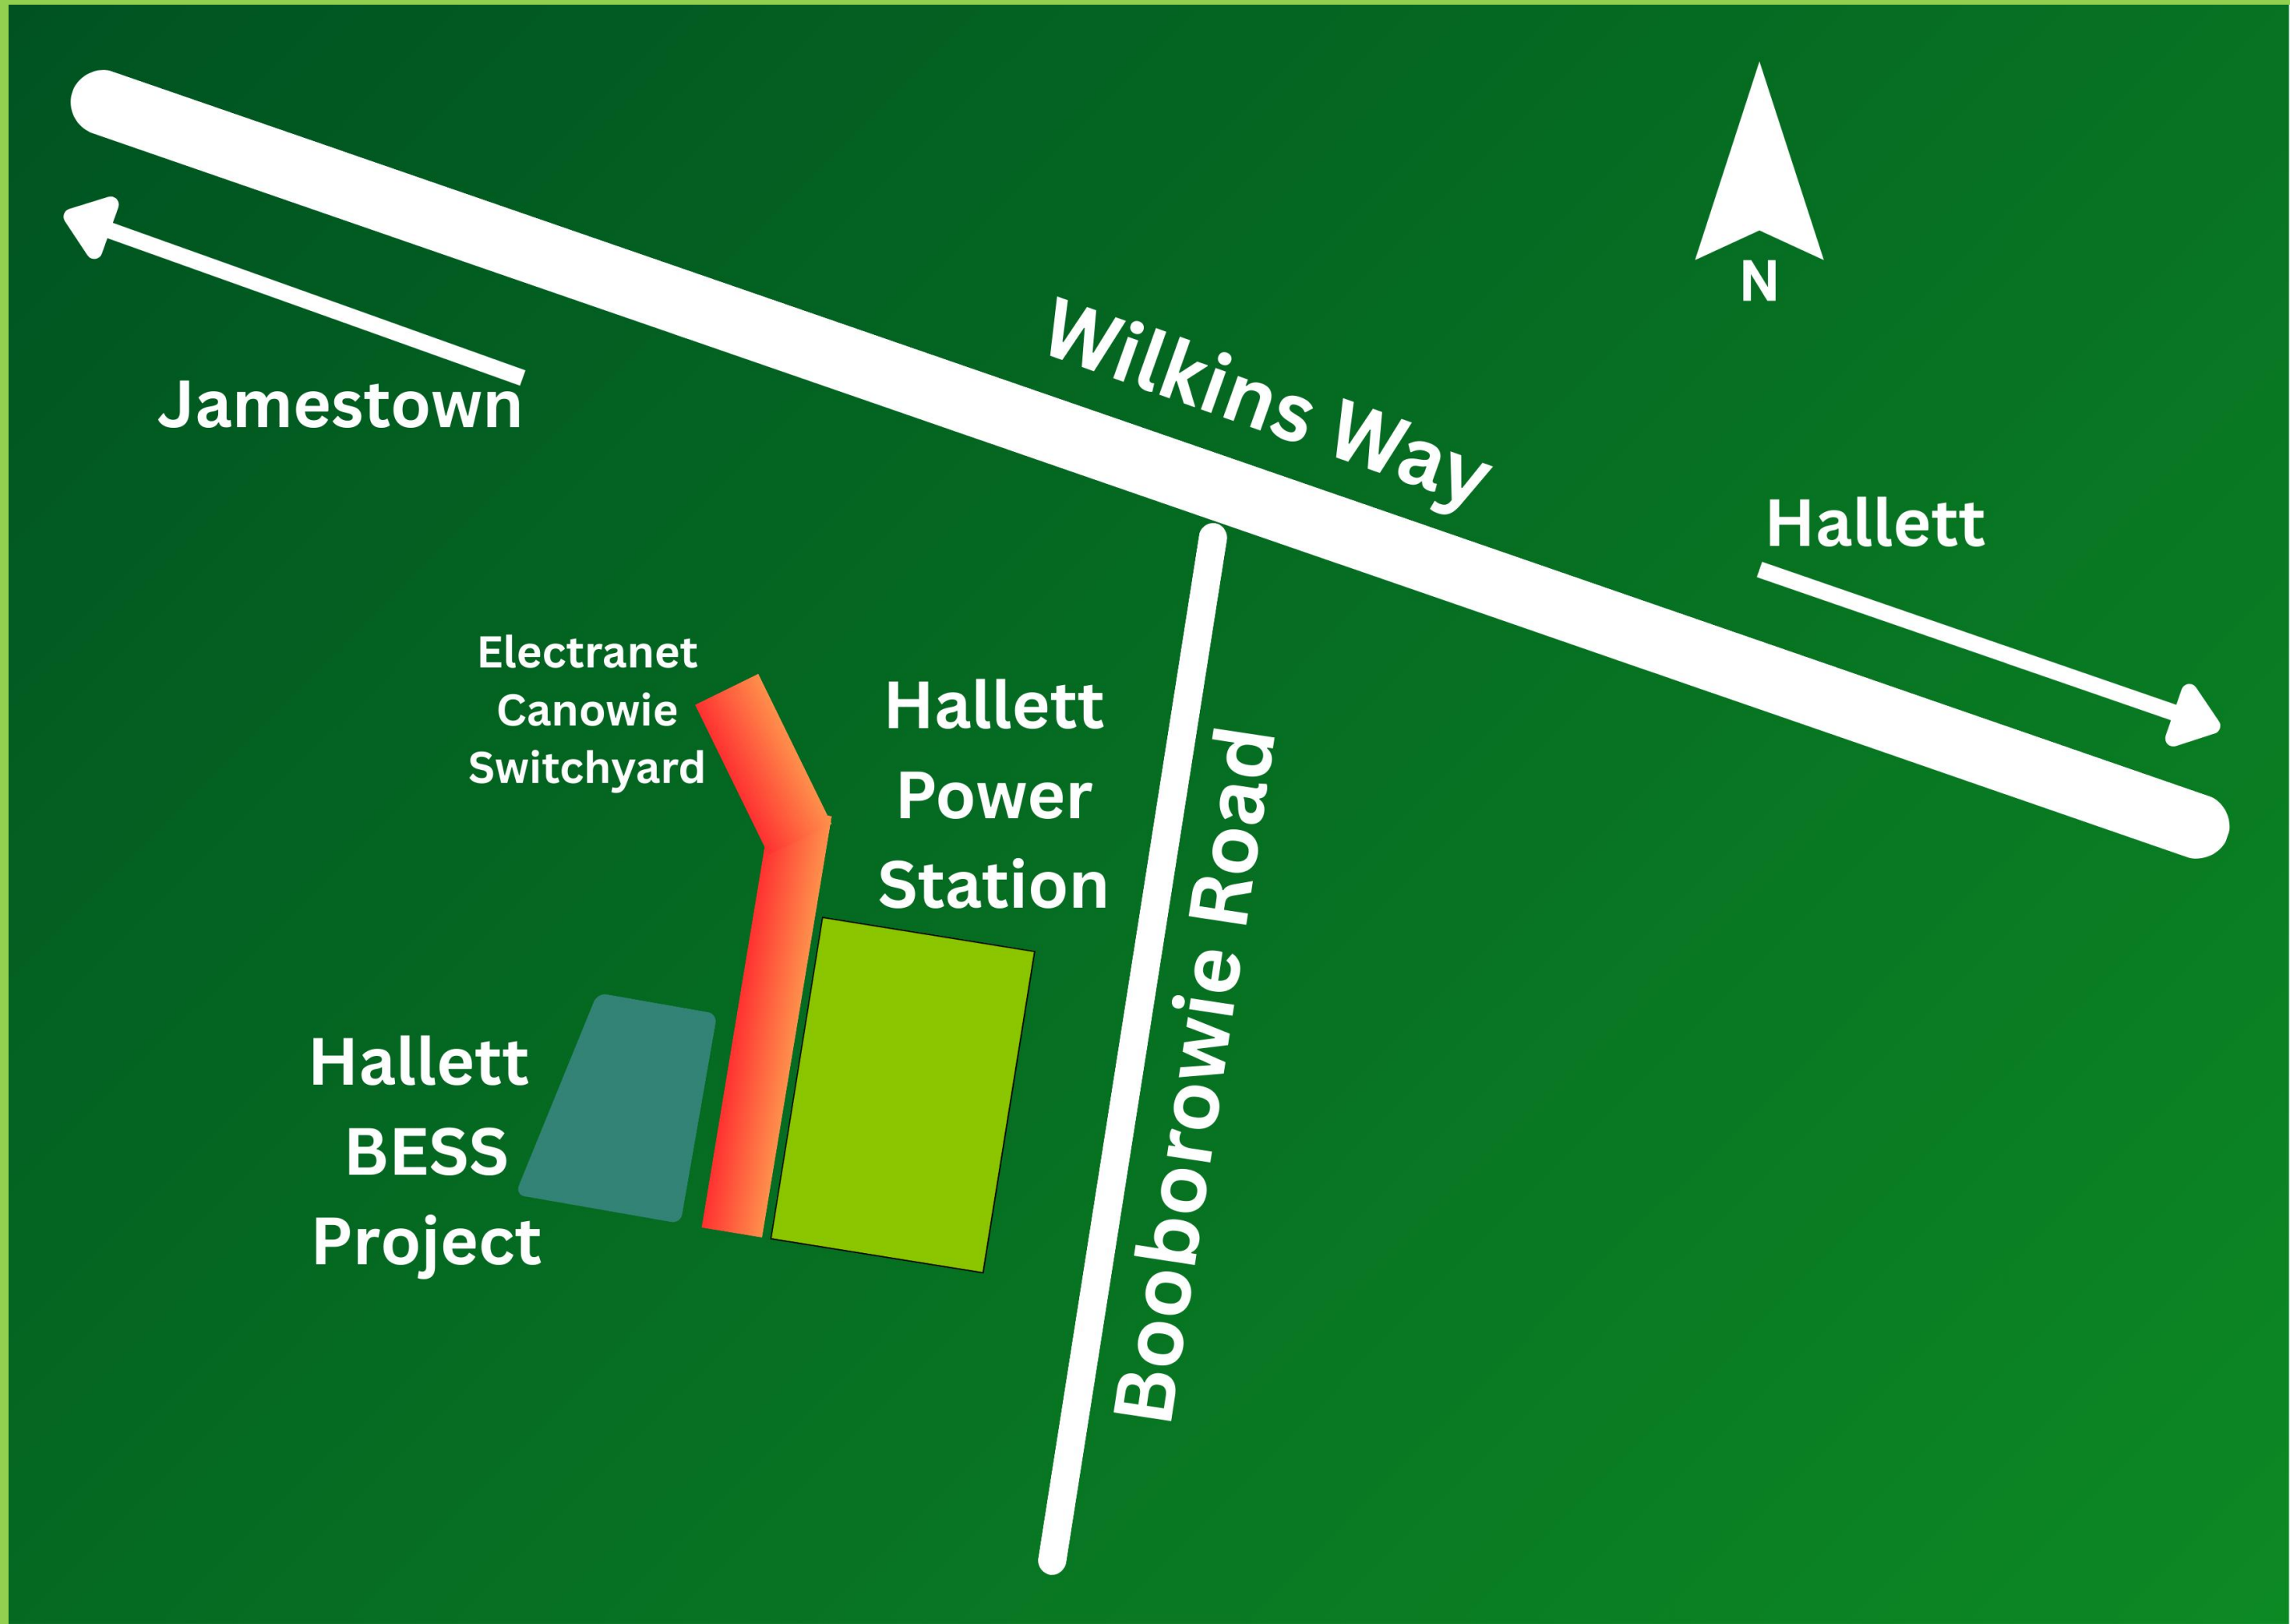 N
Wilkins Way
Jamestown
Hallett
Electranet
Canowie
Switchyard
Hallett
Power
Station
Booborowie Road
Hallett
BESS
Project